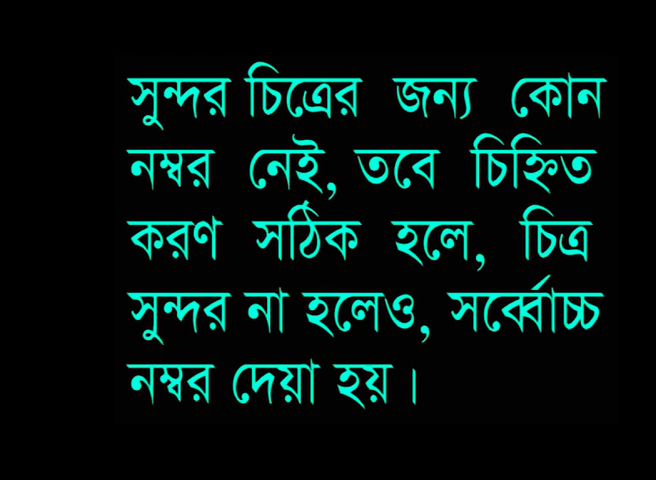 সুন্দর চিত্রের জন্য কোন
নম্বর নেই, তবে চিহ্নিত
করণ সঠিক হলে, চিত্র
সুন্দর না হলেও, সর্ব্বোচ্চ
নম্বর দেয়া হয়।